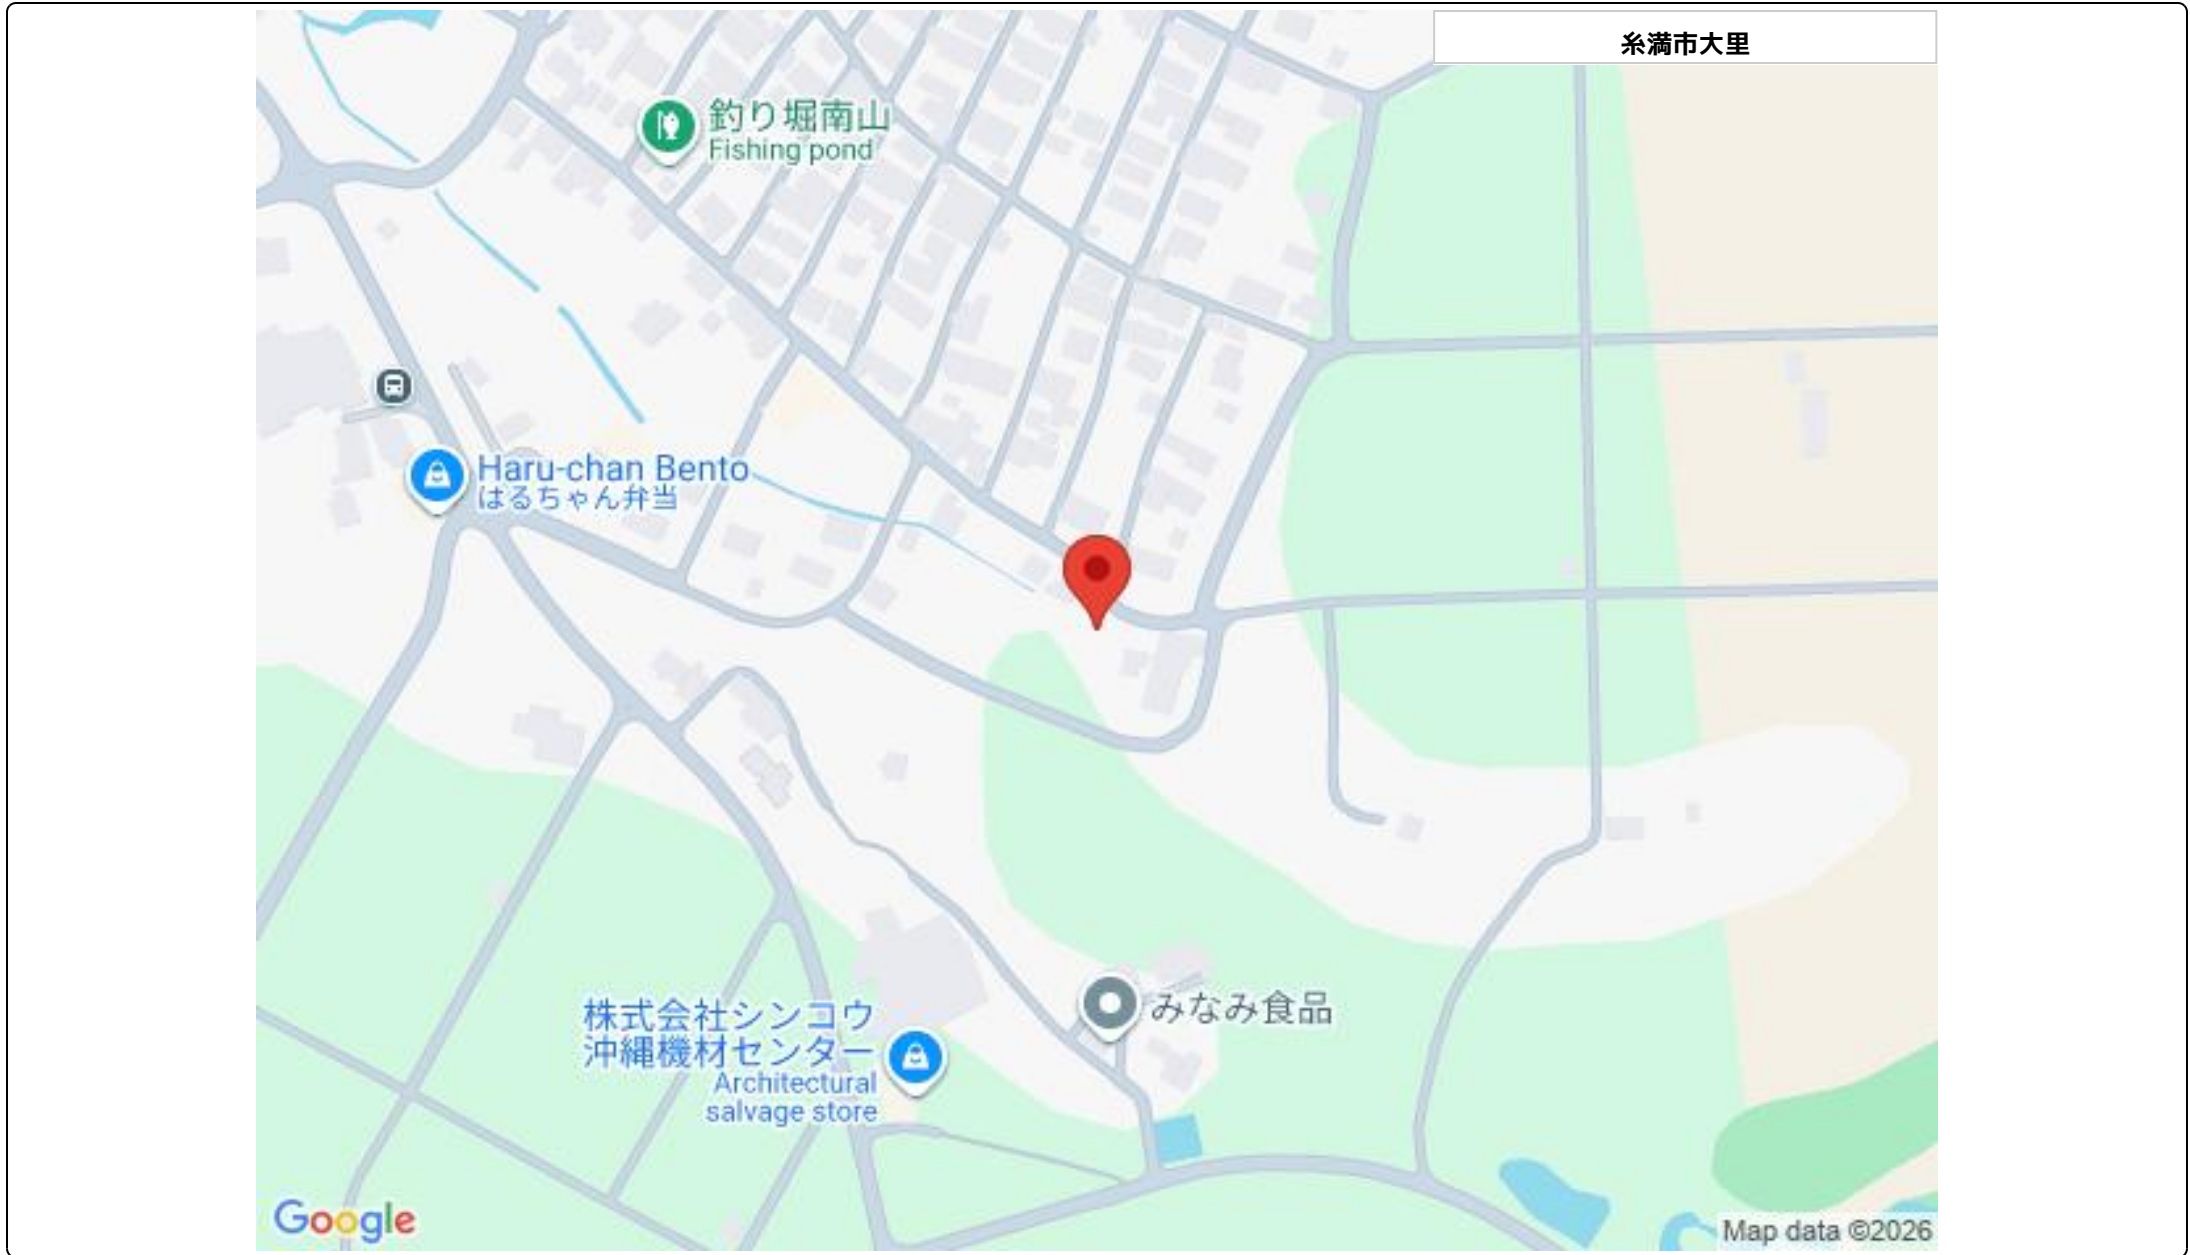 糸満市大里
釣り堀南山
Fishing pond
Haru-chan Bento
はるちゃん弁当
株式会社シンコウ
沖縄機材センター
Architectural
salvage store
みなみ食品
Google
Map data ©2026